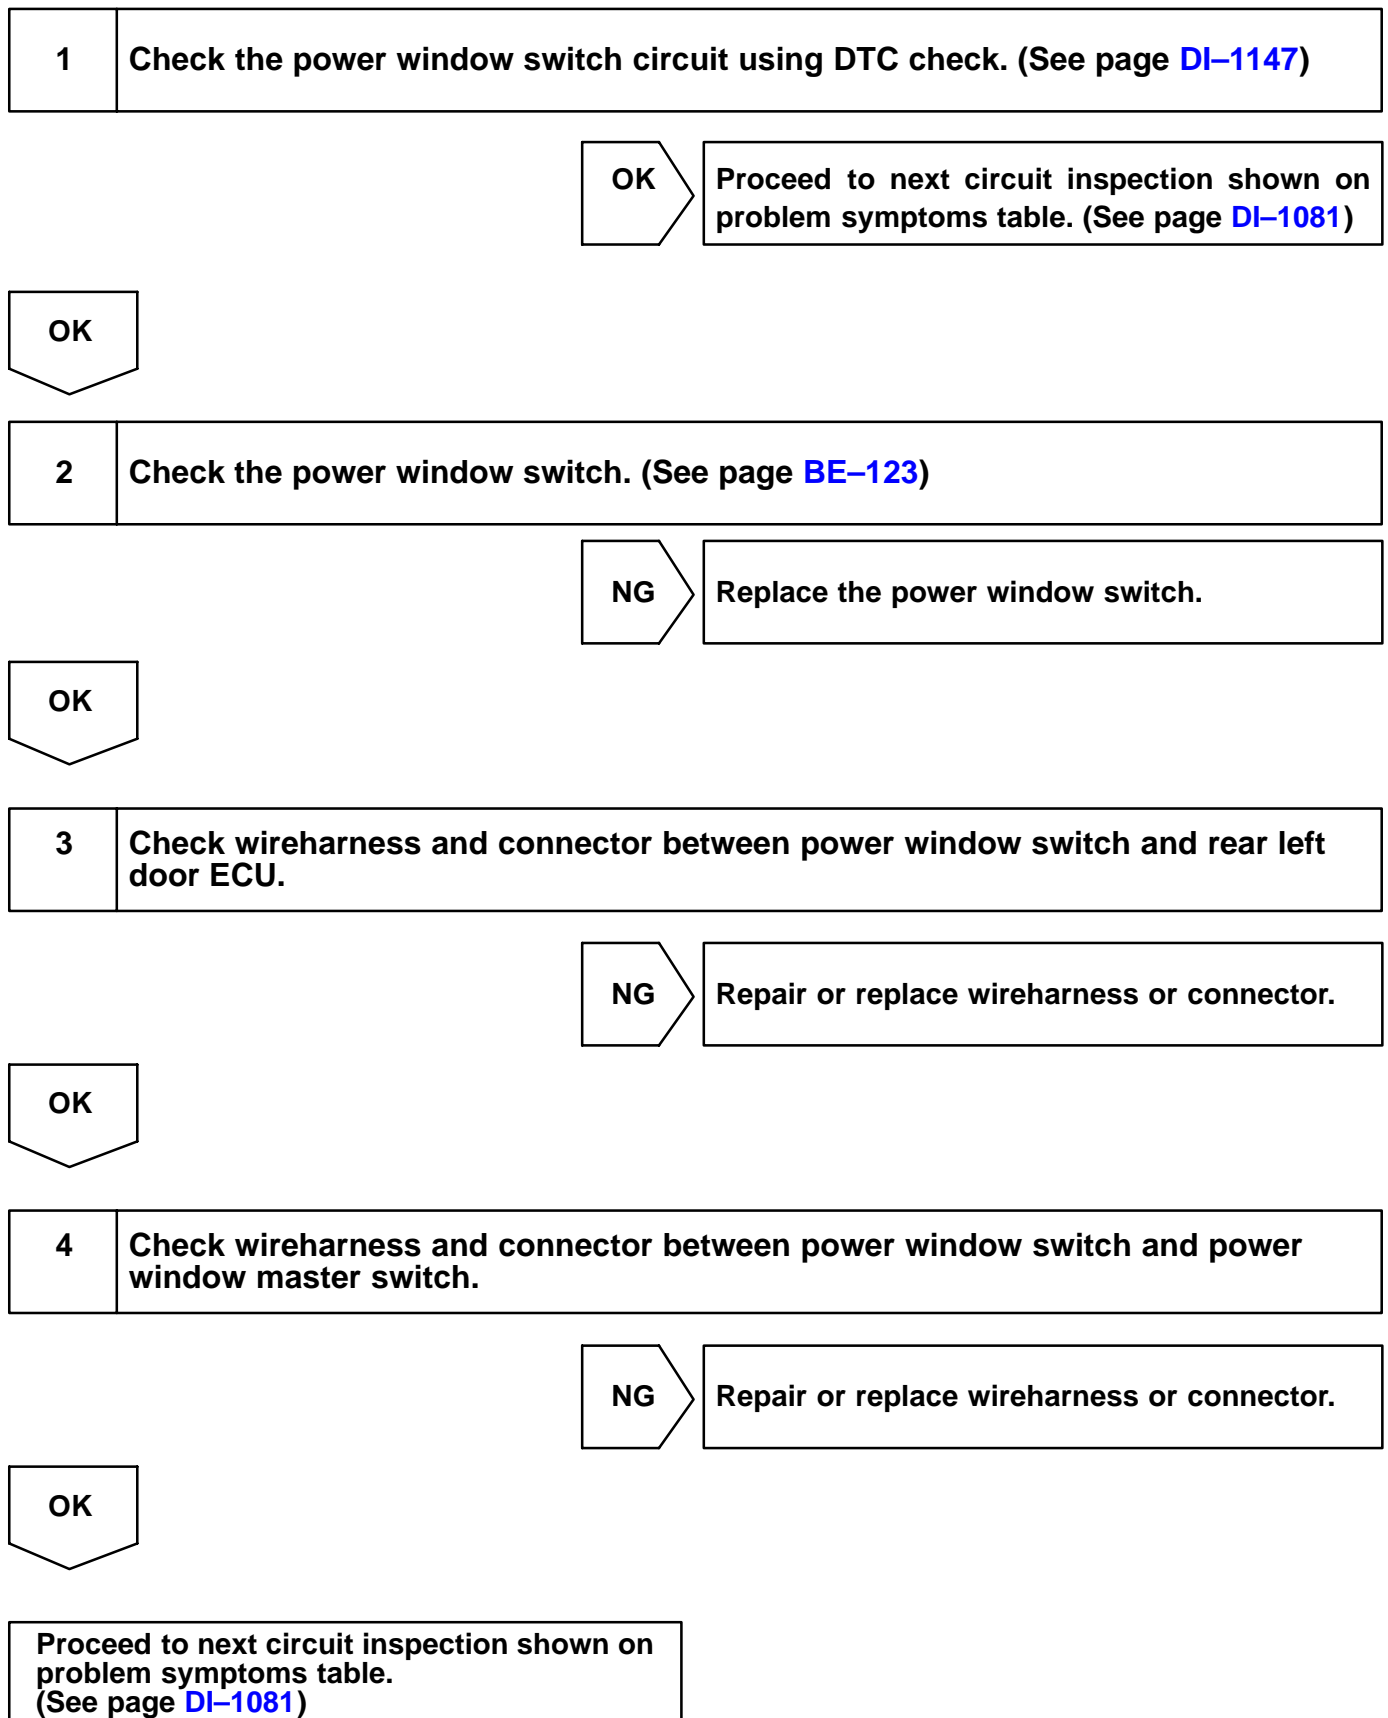 1
Check the power window switch circuit using DTC check. (See page DI–1147)
OK
Proceed to next circuit inspection shown on
problem symptoms table. (See page DI–1081)
OK
2
Check the power window switch. (See page BE–123)
NG
Replace the power window switch.
OK
3
Check wireharness and connector between power window switch and rear left
door ECU.
NG
Repair or replace wireharness or connector.
OK
4
Check wireharness and connector between power window switch and power
window master switch.
NG
Repair or replace wireharness or connector.
OK
Proceed to next circuit inspection shown on
problem symptoms table.
(See page DI–1081)